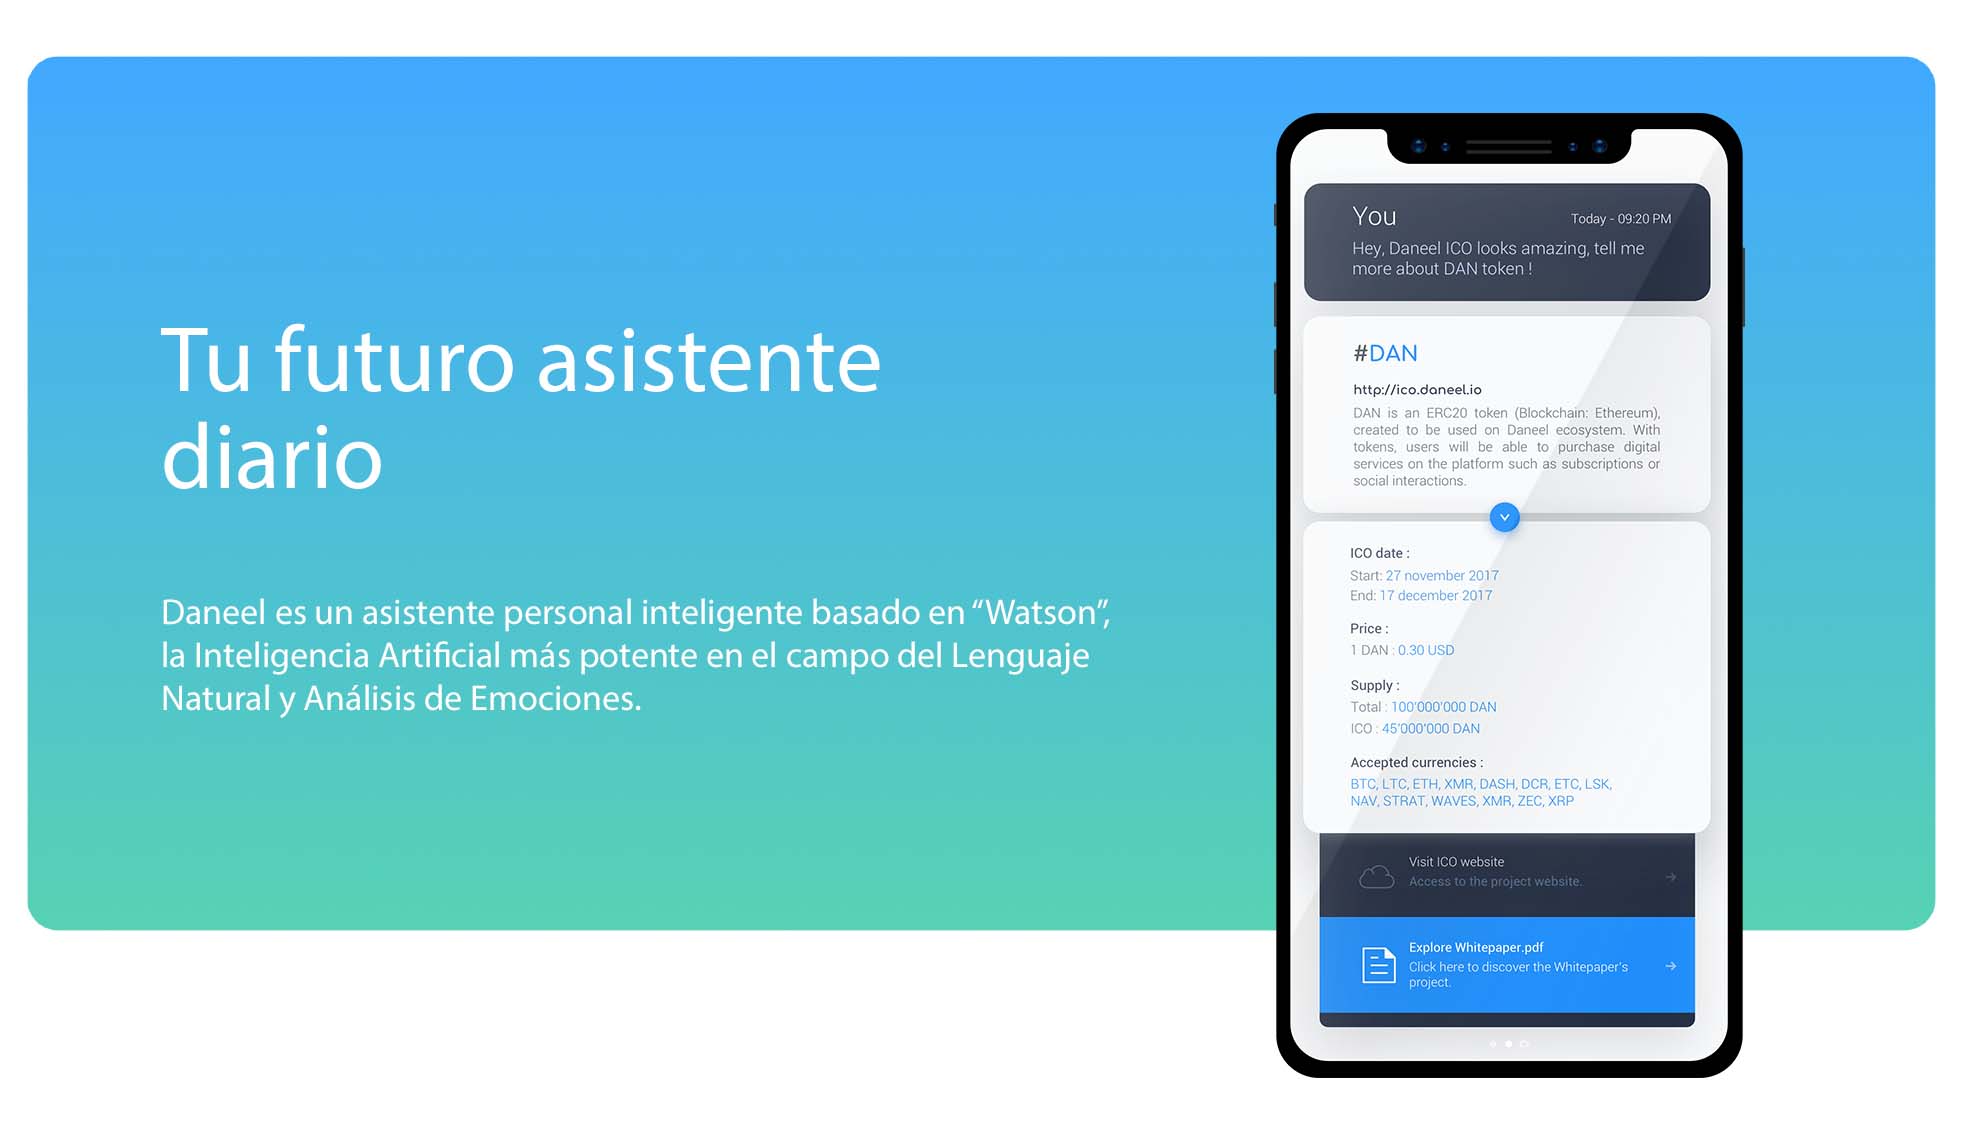 Tu futuro asistente
diario
Daneel es un asistente personal inteligente basado en “Watson”,
la Inteligencia Artificial más potente en el campo del Lenguaje
Natural y Análisis de Emociones.
You
Today - 09:20 PM
Hey, Daneel ICO looks amazing, tell me
more about DAN token !
#DAN
http://ico.daneel.io
DAN is an ERC20 token (Blockchain: Ethereum),
created to be used on Daneel ecosystem. With
tokens, users will be able to purchase digital
services on the platform such as subscriptions or
social interactions.
ICO date :
Start: 27 november 2017
End: 17 december 2017
Price :
1 DAN : 0.30 USD
Supply :
Total : 100'000'000 DAN
ICO : 45'000'000 DAN
Accepted currencies :
BTC, LTC, ETH, XMR, DASH, DCR, ETC, LSK,
NAV, STRAT, WAVES, XMR, ZEC, XRP
Visit ICO website
Access to the project website.
Explore Whitepaper.pdf
Click here to discover the Whitepaper's
project.